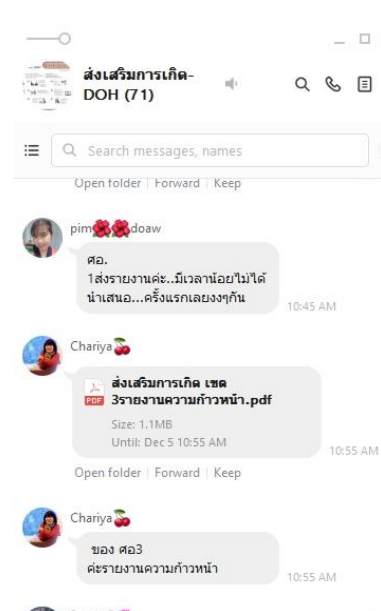 ส่งเสริมการเกิด-
DOH (71)
Search messages, names
Open folder | Forward | Keep
pim🌺🌺doaw
ศอ.
1ส่งรายงานค่ะ..มีเวลาน้อยไม่ได้
นำเสนอ...ครั้งแรกเลยงงๆกัน
10:45 AM
Chariya🍒
ส่งเสริมการเกิด เขต
3รายงานความก้าวหน้า.pdf
PDF
Size: 1.1MB
Until: Dec 5 10:55 AM
10:55 AM
Open folder | Forward | Keep
Chariya🍒
ของ ศอ3
ค่ะรายงานความก้าวหน้า
10:55 AM